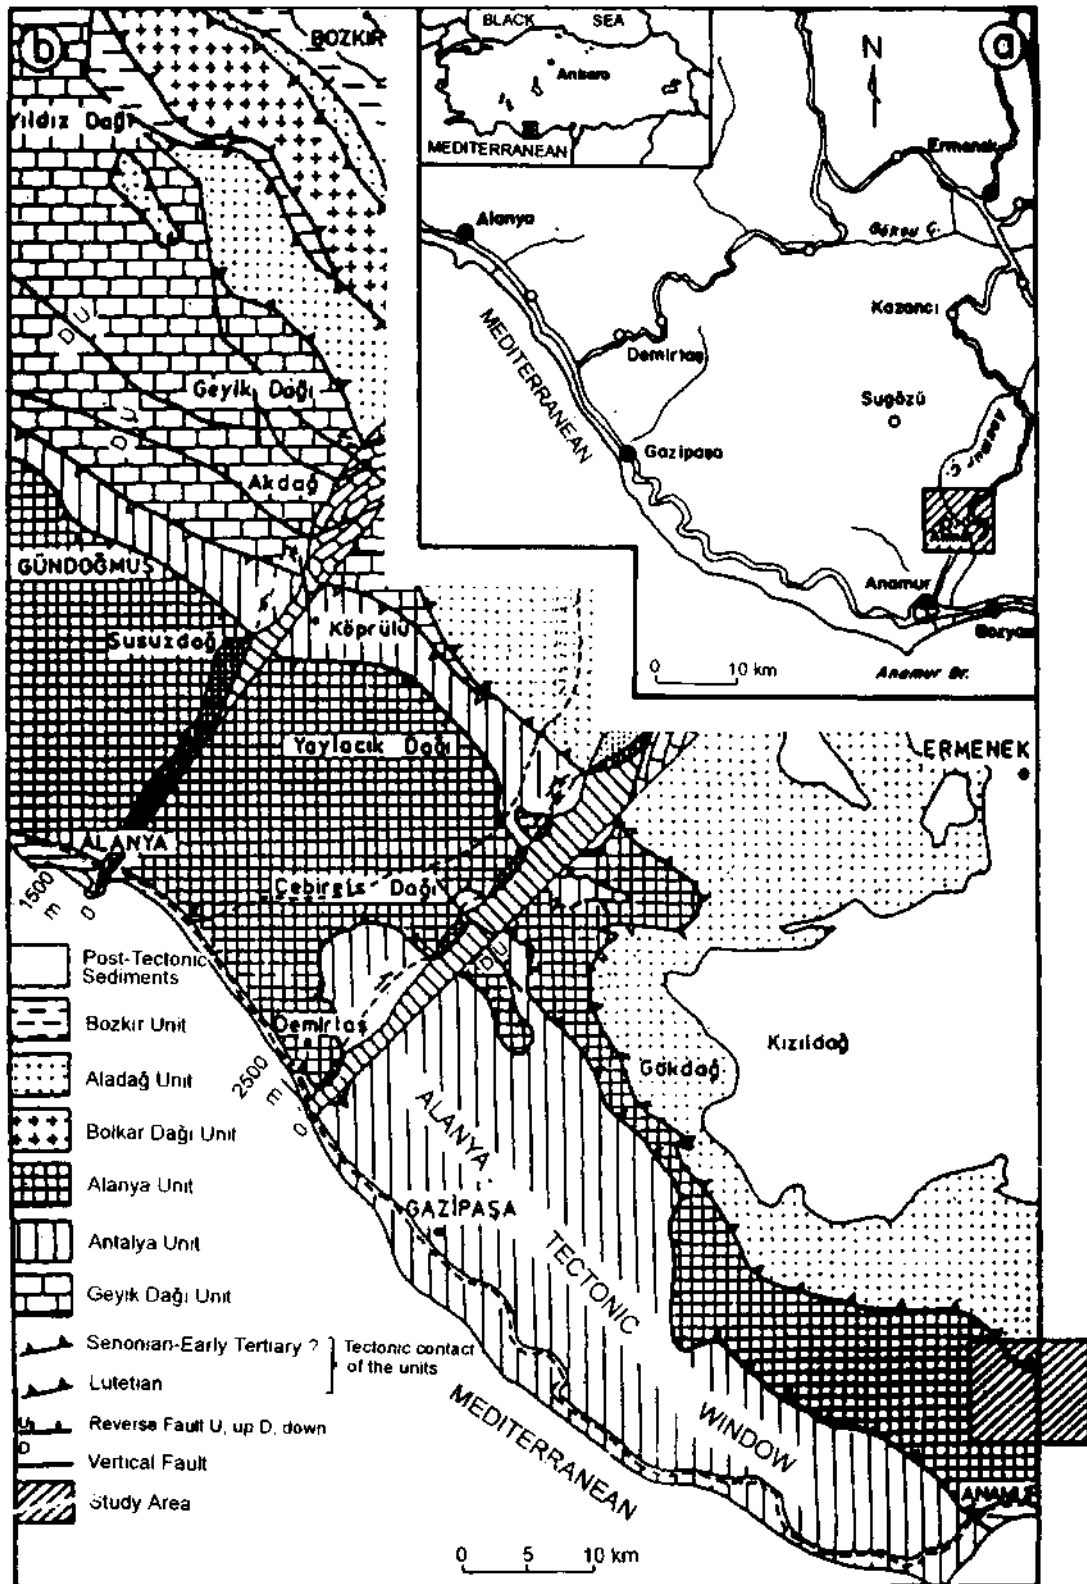 b
BOZKIR
Yıldız Dağı
D U
Geyik Dağı
D U
Akdağ
GÜNDOĞMUŞ
Susuzdağ
Köprülü
Yaylacık Dağı
ALANYA
1500
m
0
Çebireis Dağı
D U
Demirtaş
2500
m
0
ERMENEK
Kızıldağ
Gökdağ
GAZİPAŞA
ALANYA
TECTONIC
WINDOW
MEDITERRANEAN
0 5 10 km
a
BLACK SEA
Ankara
MEDITERRANEAN
N
Ermenek
Alanya
Göksu Ç.
Kazancı
MEDITERRANEAN
Demirtaş
Sugözü
Gazipaşa
Anamur
0 10 km
Anamur Br.
Post-Tectonic
Sediments
Bozkır Unit
Aladağ Unit
Bolkar Dağı Unit
Alanya Unit
Antalya Unit
Geyik Dağı Unit
Senonian-Early Tertiary ?
Lutetian
Tectonic contact
of the units
U
D
Reverse Fault U, up D, down
Vertical Fault
Study Area